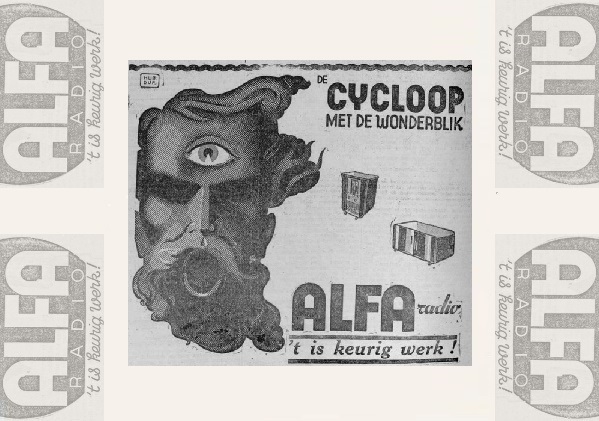 ALFA
RADIO
't is keurig werk!
ALFA
RADIO
't is keurig werk!
DE
CYCLOOP
MET DE WONDERBLIK
ALFA radio
't is keurig werk !
ALFA
RADIO
't is keurig werk!
ALFA
RADIO
't is keurig werk!